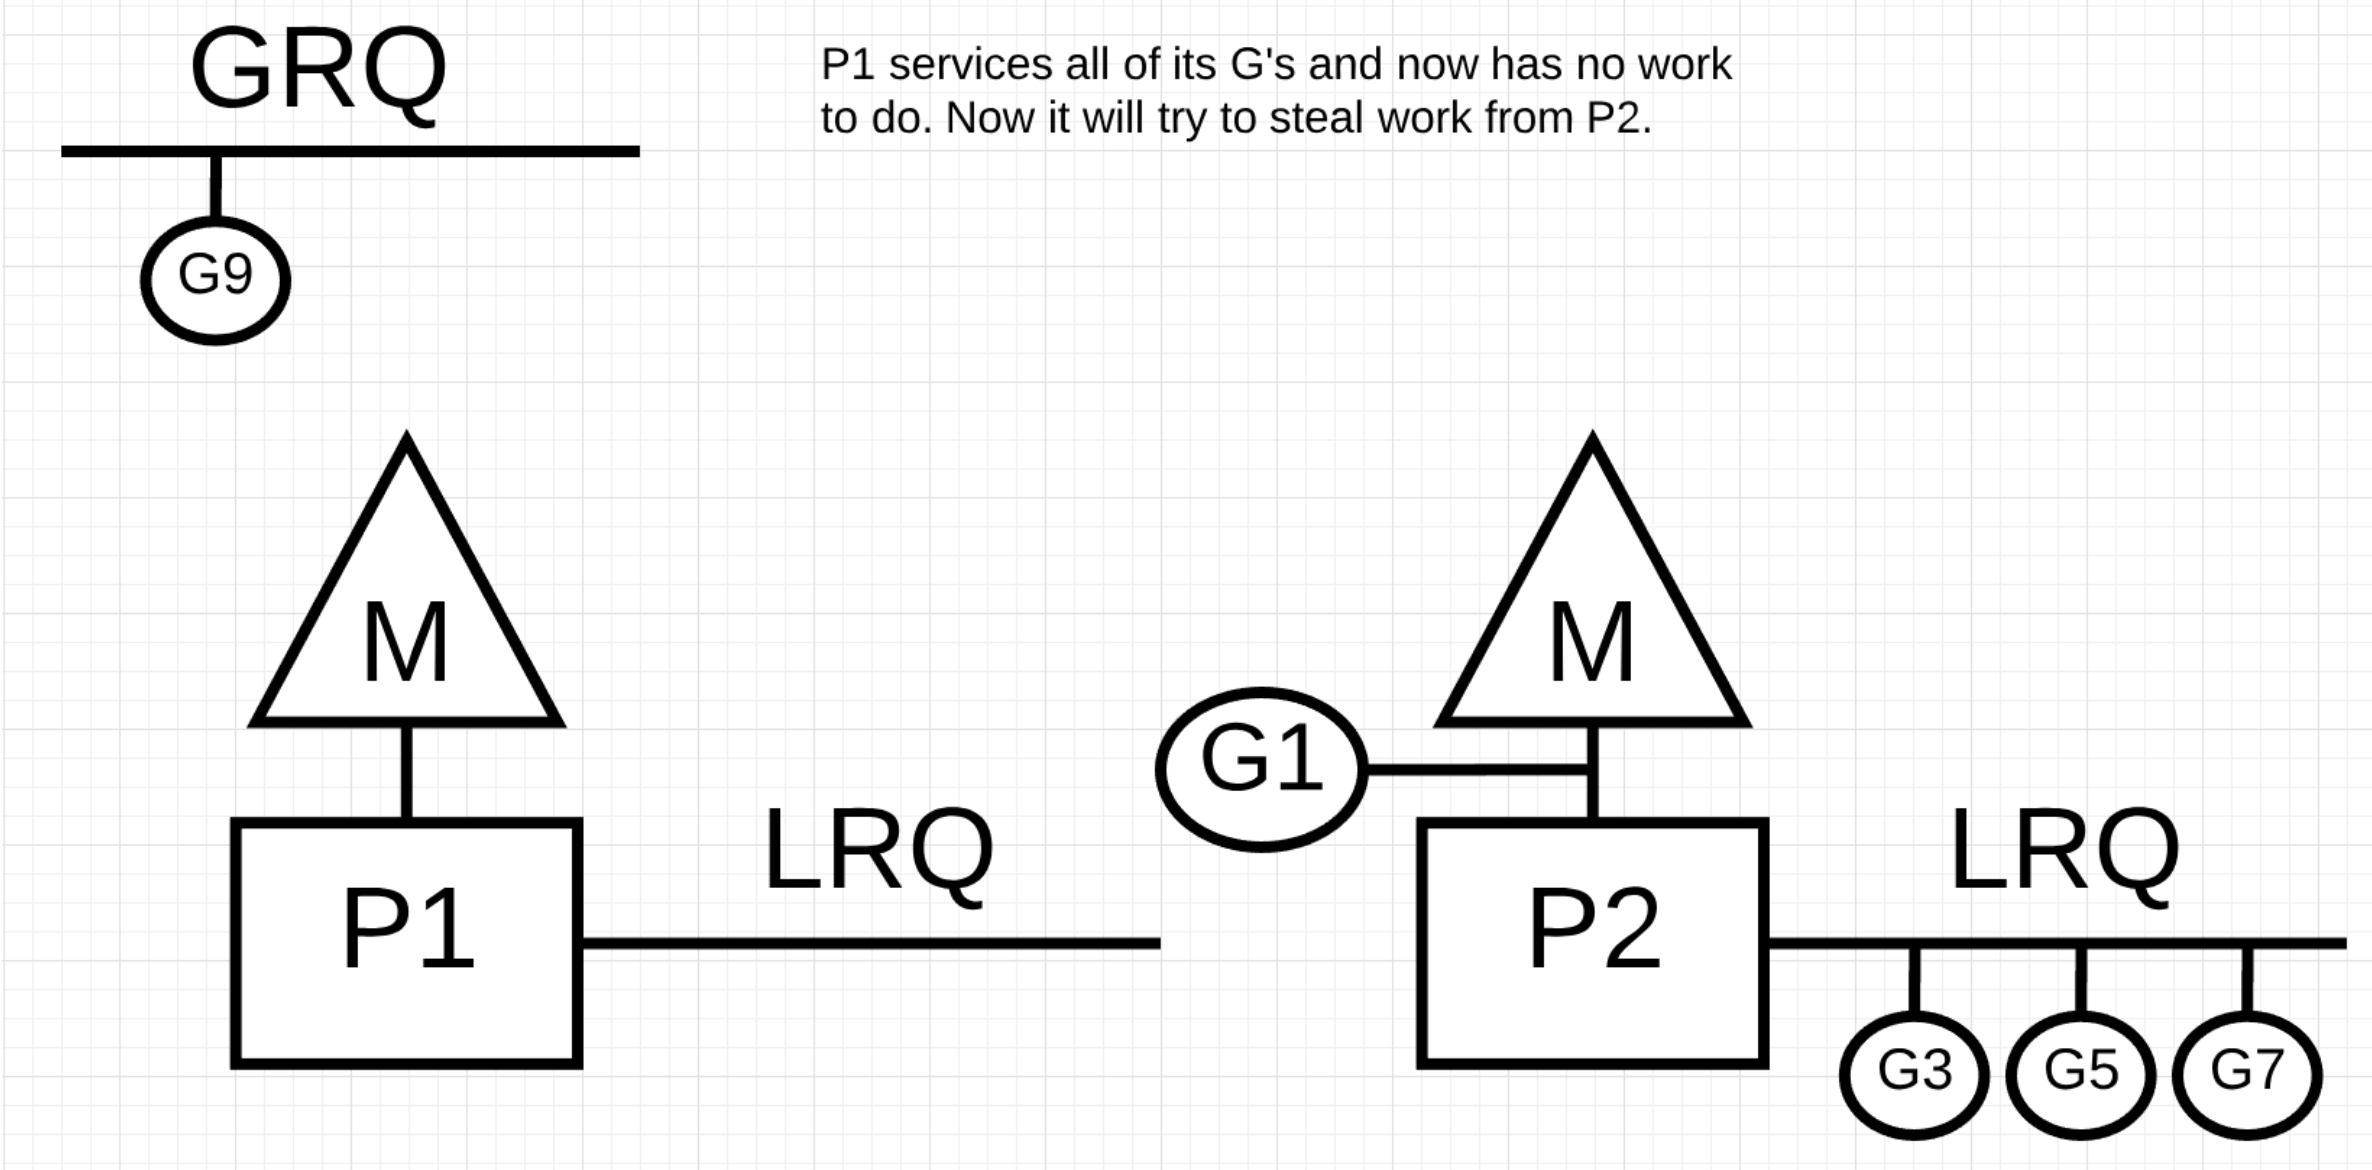 GRQ
P1 services all of its G's and now has no work
to do. Now it will try to steal work from P2.
G9
M
M
G1
LRQ
LRQ
P1
P2
G3
G5
G7